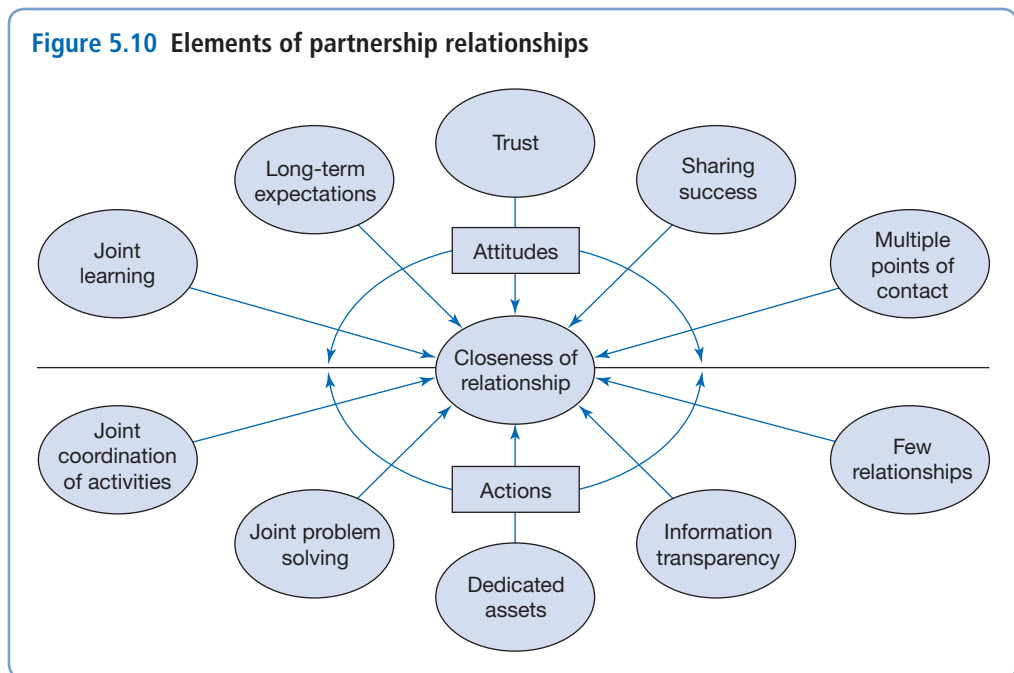 Figure 5.10 Elements of partnership relationships
Trust
Long-term
expectations
Sharing
success
Joint
learning
Attitudes
Multiple
points of
contact
Closeness of
relationship
Joint
coordination
of activities
Few
relationships
Actions
Joint problem
solving
Information
transparency
Dedicated
assets